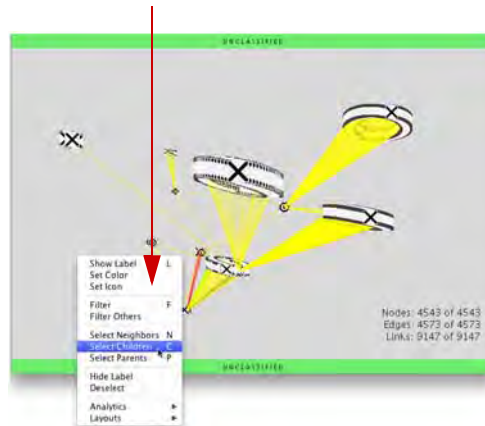 UNCLASSIFIED
Show Label L
Set Color
Set Icon
Filter F
Filter Others
Select Neighbors N
Select Children C
Select Parents P
Hide Label
Deselect
Analytics
Layouts
Nodes: 4543 of 4543
Edges: 4573 of 4573
Links: 9147 of 9147
UNCLASSIFIED